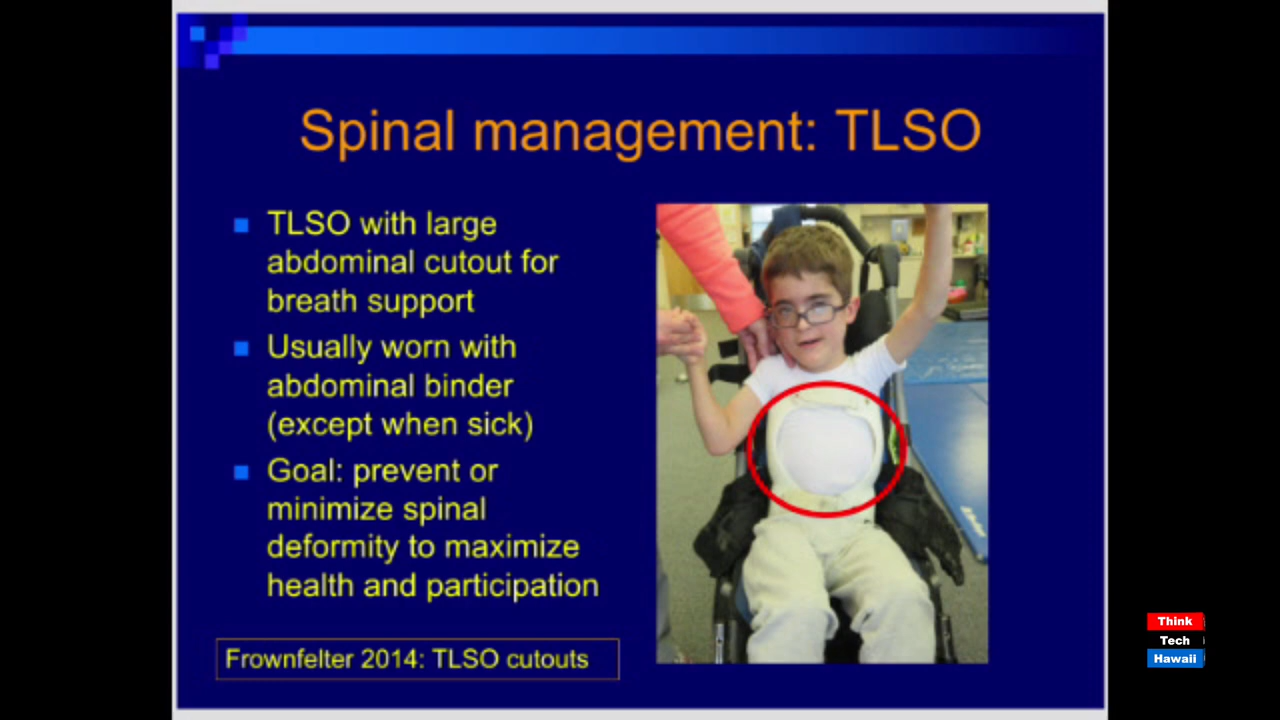 Spinal management: TLSO
TLSO with large
abdominal cutout for
breath support
Usually worn with
abdominal binder
(except when sick)
Goal: prevent or
minimize spinal
deformity to maximize
health and participation
Frownfelter 2014: TLSO cutouts
Think
Tech
Hawaii